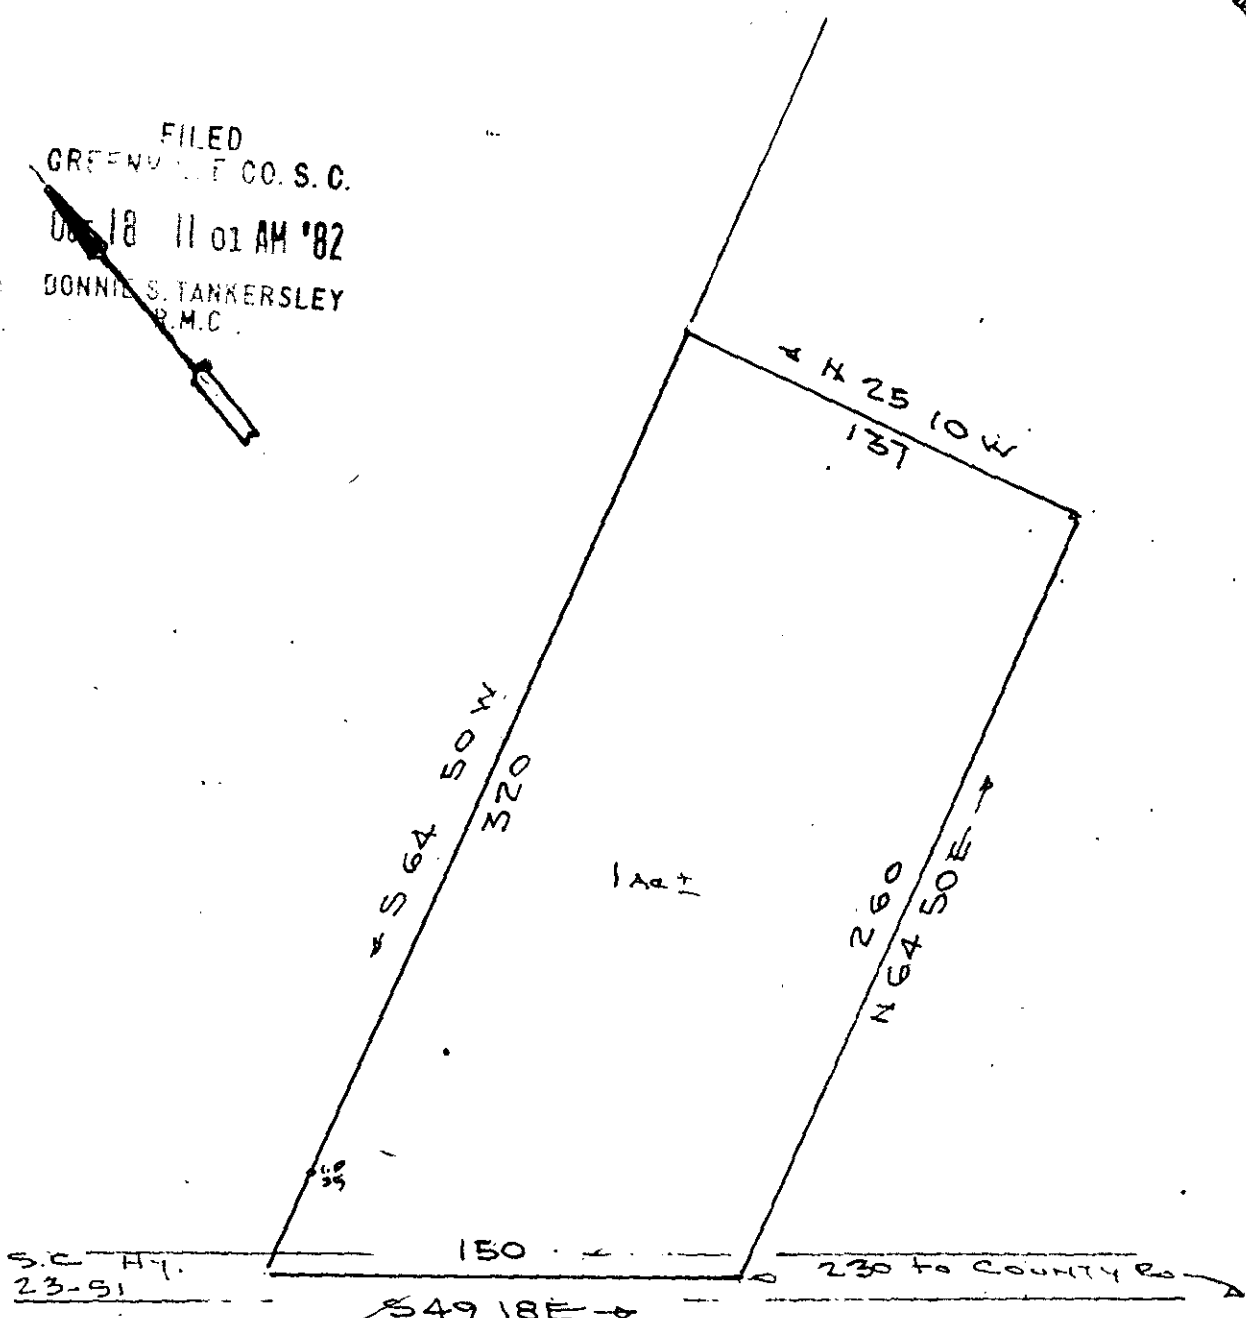 FILED
CO. S. C.
18 11 01 AM '82
DONNIE S. TANKERSLEY
R.M.C.
N 25 10 W
137
S 64 50 W
320
1 Ac ±
260
N 64 50 E
I.P.
25
S.C. Hy.
23-51
150
230 to COUNTY RD
S 49 18 E